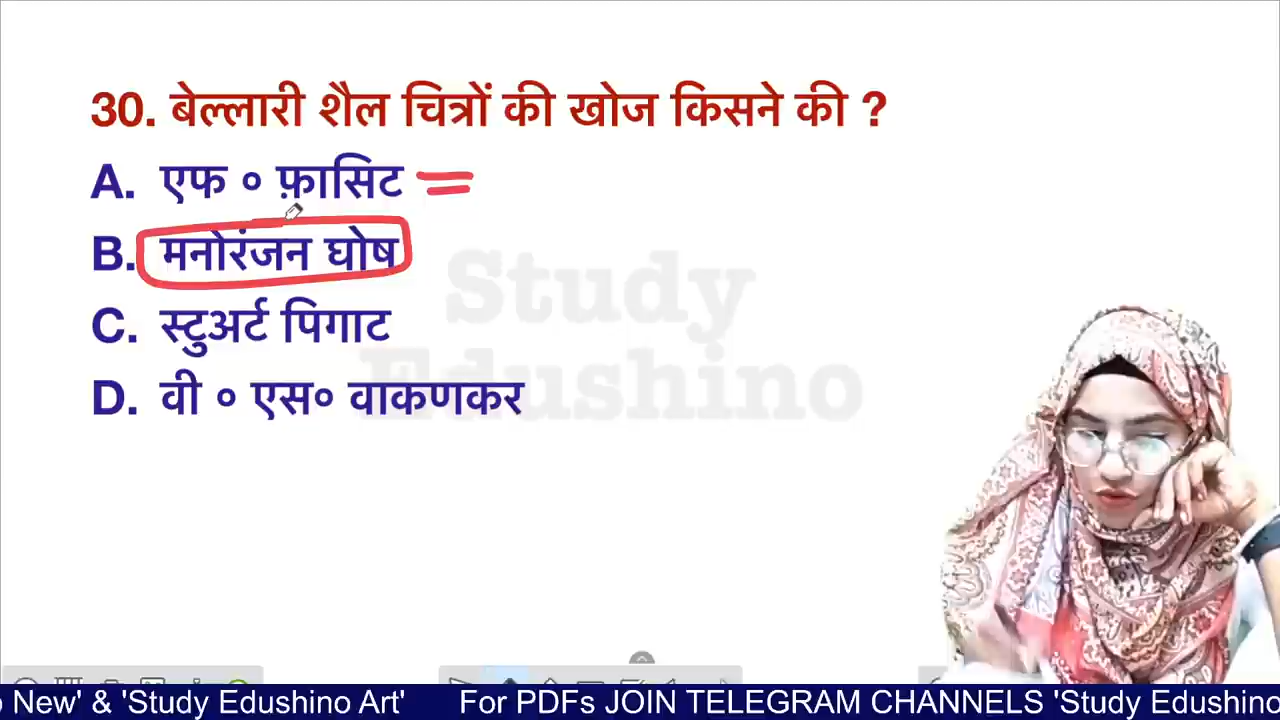 30. बेल्लारी शैल चित्रों की खोज किसने की ?
A. एफ ० फ़ासिट =
B. मनोरंजन घोष
C. स्टुअर्ट पिगाट
D. वी ० एस० वाकणकर
Study
Edushino
New' & 'Study Edushino Art' For PDFs JOIN TELEGRAM CHANNELS 'Study Edushino